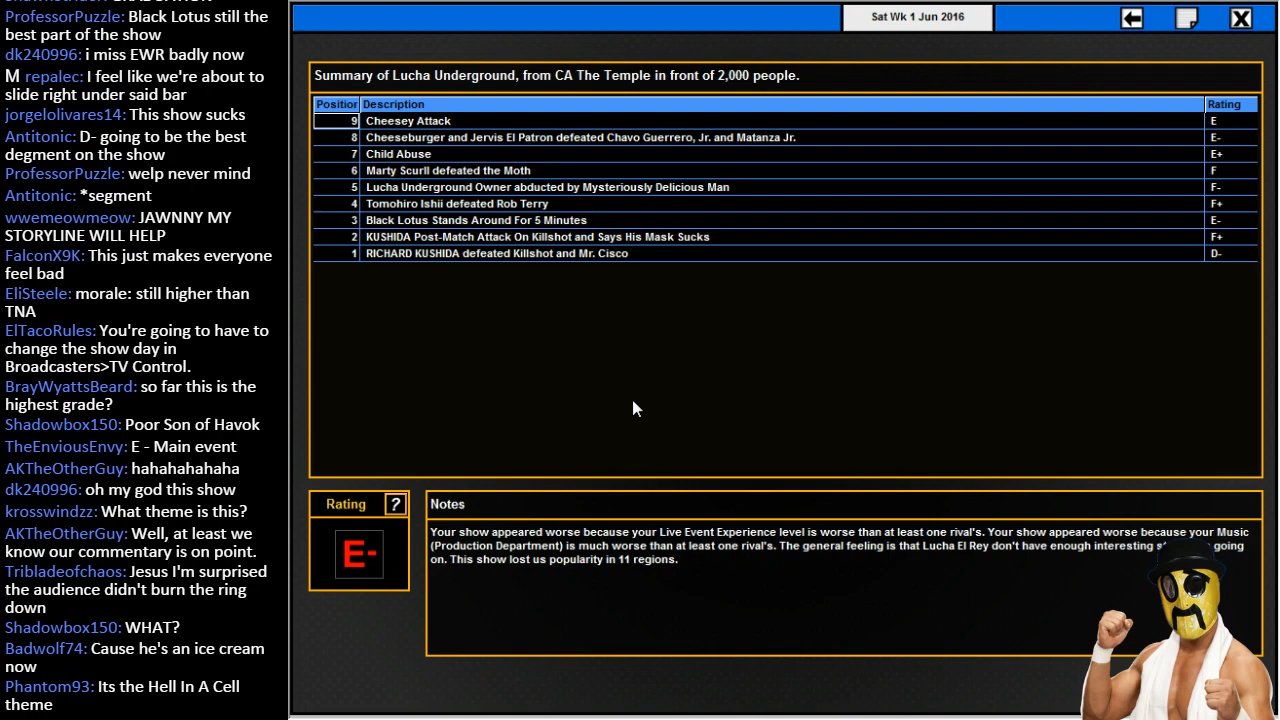 ProfessorPuzzle: Black Lotus still the
best part of the show
dk240996: i miss EWR badly now
M repalec: I feel like we're about to
slide right under said bar
jorgelolivares14: This show sucks
Antitonic: D- going to be the best
degment on the show
ProfessorPuzzle: welp never mind
Antitonic: *segment
wwemeowmeow: JAWNNY MY
STORYLINE WILL HELP
FalconX9K: This just makes everyone
feel bad
EliSteele: morale: still higher than
TNA
ElTacoRules: You're going to have to
change the show day in
Broadcasters>TV Control.
BrayWyattsBeard: so far this is the
highest grade?
Shadowbox150: Poor Son of Havok
TheEnviousEnvy: E - Main event
AKTheOtherGuy: hahahahahaha
dk240996: oh my god this show
krosswindzz: What theme is this?
AKTheOtherGuy: Well, at least we
know our commentary is on point.
Tribladeofchaos: Jesus I'm surprised
the audience didn't burn the ring
down
Shadowbox150: WHAT?
Badwolf74: Cause he's an ice cream
now
Phantom93: Its the Hell In A Cell
theme
Sat Wk 1 Jun 2016
X
Summary of Lucha Underground, from CA The Temple in front of 2,000 people.
Position Description Rating
9 Cheesey Attack E
8 Cheeseburger and Jervis El Patron defeated Chavo Guerrero, Jr. and Matanza Jr. E-
7 Child Abuse E+
6 Marty Scurll defeated the Moth F
5 Lucha Underground Owner abducted by Mysteriously Delicious Man F-
4 Tomohiro Ishii defeated Rob Terry F+
3 Black Lotus Stands Around For 5 Minutes E-
2 KUSHIDA Post-Match Attack On Killshot and Says His Mask Sucks F+
1 RICHARD KUSHIDA defeated Killshot and Mr. Cisco D-
Rating ?
E-
Notes
Your show appeared worse because your Live Event Experience level is worse than at least one rival's. Your show appeared worse because your Music
(Production Department) is much worse than at least one rival's. The general feeling is that Lucha El Rey don't have enough interesting going
on. This show lost us popularity in 11 regions.